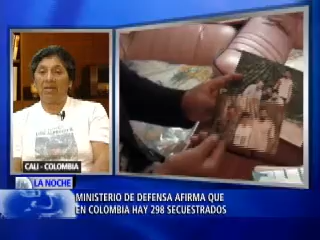 CALI - COLOMBIA
LA NOCHE
MINISTERIO DE DEFENSA AFIRMA QUE
EN COLOMBIA HAY 298 SECUESTRADOS